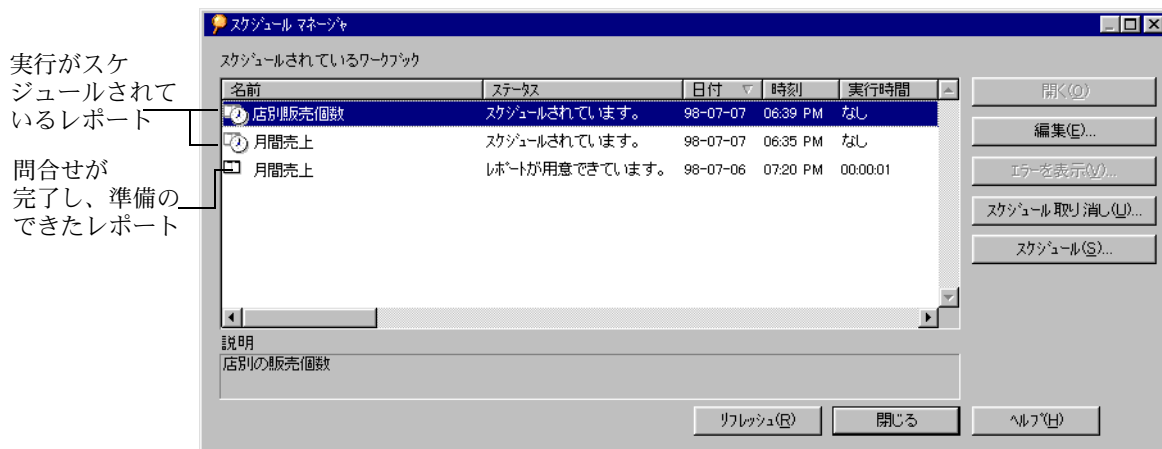 スケジュール マネージャ
スケジュールされているワークブック
実行がスケ
ジュールされて
いるレポート
問合せが
完了し、準備の
できたレポート
名前 ステータス 日付 時刻 実行時間
店別販売個数 スケジュールされています。 98-07-07 06:39 PM なし
月間売上 スケジュールされています。 98-07-07 06:35 PM なし
月間売上 レポートが用意できています。 98-07-06 07:20 PM 00:00:01
開く(O)
編集(E)...
エラーを表示(V)...
スケジュール取り消し(U)...
スケジュール(S)...
説明
店別の販売個数
リフレッシュ(R) 閉じる ヘルプ(H)